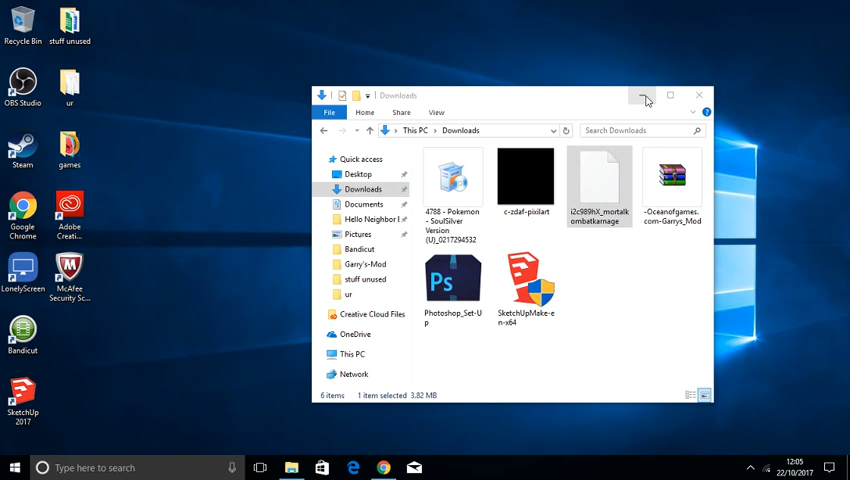 Recycle Bin
stuff unused
OBS Studio
ur
Steam
games
Google
Chrome
Adobe
Creati...
LonelyScreen
McAfee
Security Sc...
Bandicut
SketchUp
2017
Downloads
File
Home
Share
View
This PC
Downloads
Search Downloads
Quick access
Desktop
Downloads
Documents
Hello Neighbor
Pictures
Bandicut
Garry's-Mod
stuff unused
ur
Creative Cloud Files
OneDrive
This PC
Network
4788 - Pokemon
- SoulSilver
Version
(U)_0217294532
c-zdaf-pixilart
i2c989hX_mortalk
ombatkarnage
-Oceanofgames.
com-Garrys_Mod
Ps
Photoshop_Set-U
p
SketchUpMake-e
n-x64
6 items
1 item selected 3.82 MB
Type here to search
12:05
22/10/2017